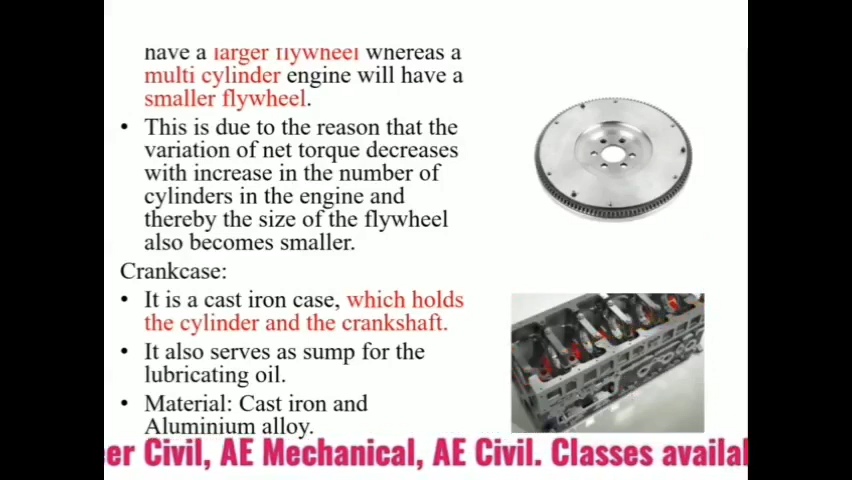 have a larger flywheel whereas a
multi cylinder engine will have a
smaller flywheel.
• This is due to the reason that the
variation of net torque decreases
with increase in the number of
cylinders in the engine and
thereby the size of the flywheel
also becomes smaller.
Crankcase:
• It is a cast iron case, which holds
the cylinder and the crankshaft.
• It also serves as sump for the
lubricating oil.
• Material: Cast iron and
Aluminium alloy.
er Civil, AE Mechanical, AE Civil. Classes availa